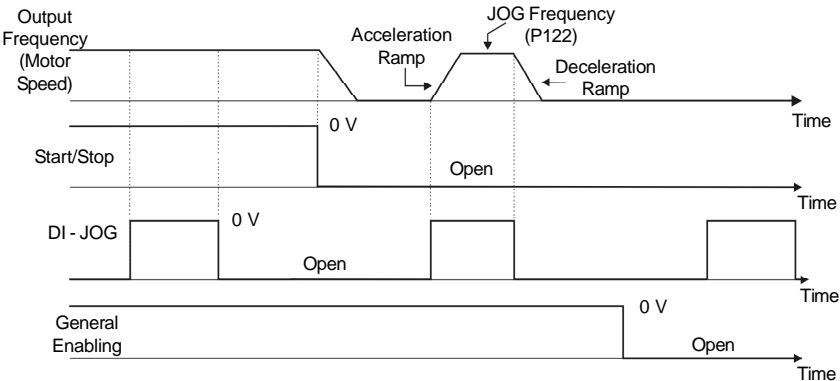 Output
Frequency
(Motor
Speed)
Acceleration
Ramp
JOG Frequency
(P122)
Deceleration
Ramp
Time
Start/Stop
0 V
Open
Time
DI - JOG
0 V
Open
Time
General
Enabling
0 V
Open
Time